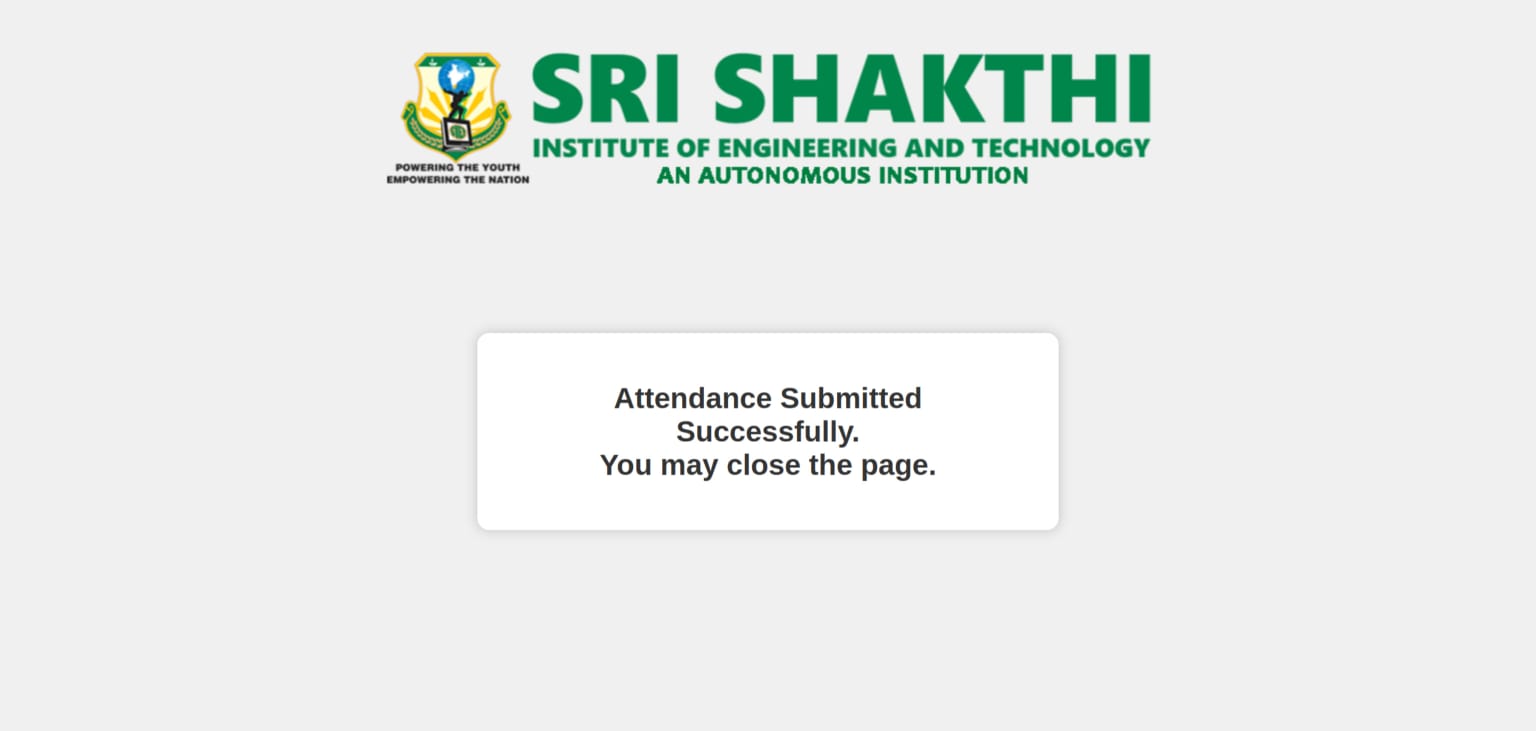 SRI SHAKTHI
INSTITUTE OF ENGINEERING AND TECHNOLOGY
AN AUTONOMOUS INSTITUTION
POWERING THE YOUTH
EMPOWERING THE NATION
Attendance Submitted
Successfully.
You may close the page.